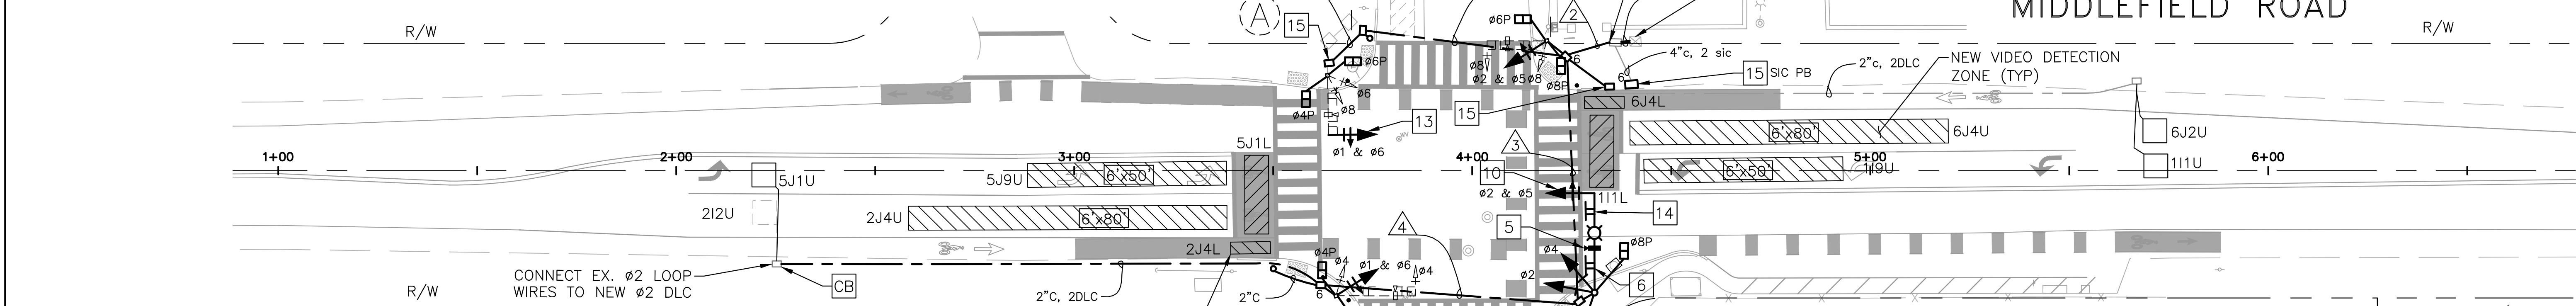 MIDDLEFIELD ROAD
R/W
R/W
A
15
ø6P
2
ø6P
4"c, 2 sic
15 SIC PB
2"c, 2DLC
NEW VIDEO DETECTION
ZONE (TYP)
ø8
ø2 & ø5
ø8
ø8P
6
6
ø6
ø8
ø4P
13
15
6J4L
6'x80'
6J4U
6J2U
ø1 & ø6
5J1L
3
1+00
2+00
3+00
4+00
5+00
6+00
5J1U
5J9U
6'x50'
10
6'x50'
1I9U
1I1U
ø2 & ø5
1I1L
2I2U
2J4U
6'x80'
14
4
5
2J4L
ø4P
ø4
ø8P
ø4
ø1 & ø6
ø4
ø2
CONNECT EX. ø2 LOOP
WIRES TO NEW ø2 DLC
CB
6
R/W
2"C, 2DLC
2"C
6